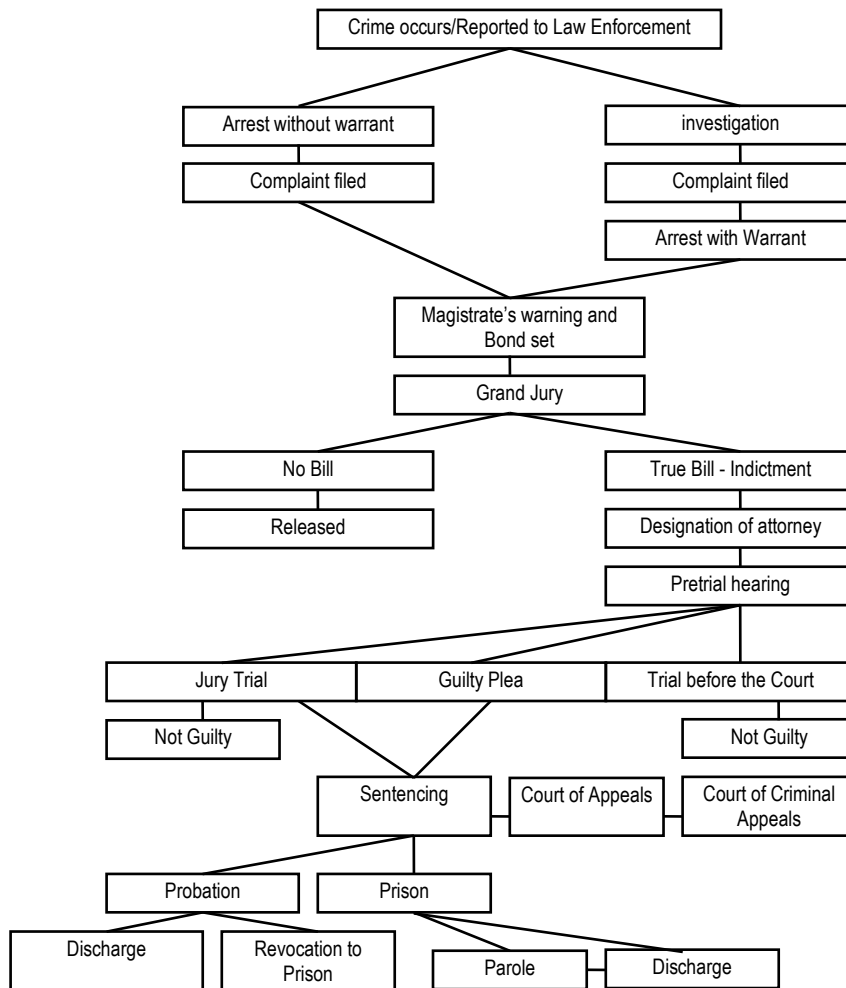 Crime occurs/Reported to Law Enforcement
Arrest without warrant
investigation
Complaint filed
Complaint filed
Arrest with Warrant
Magistrate’s warning and
Bond set
Grand Jury
No Bill
True Bill - Indictment
Released
Designation of attorney
Pretrial hearing
Jury Trial
Guilty Plea
Trial before the Court
Not Guilty
Not Guilty
Sentencing
Court of Appeals
Court of Criminal
Appeals
Probation
Prison
Discharge
Revocation to
Prison
Parole
Discharge